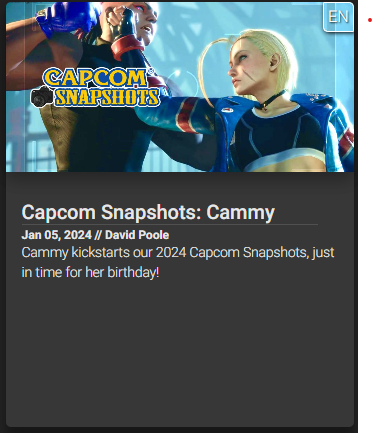 EN
CAPCOM
SNAPSHOTS
Capcom Snapshots: Cammy
Jan 05, 2024 // David Poole
Cammy kickstarts our 2024 Capcom Snapshots, just
in time for her birthday!